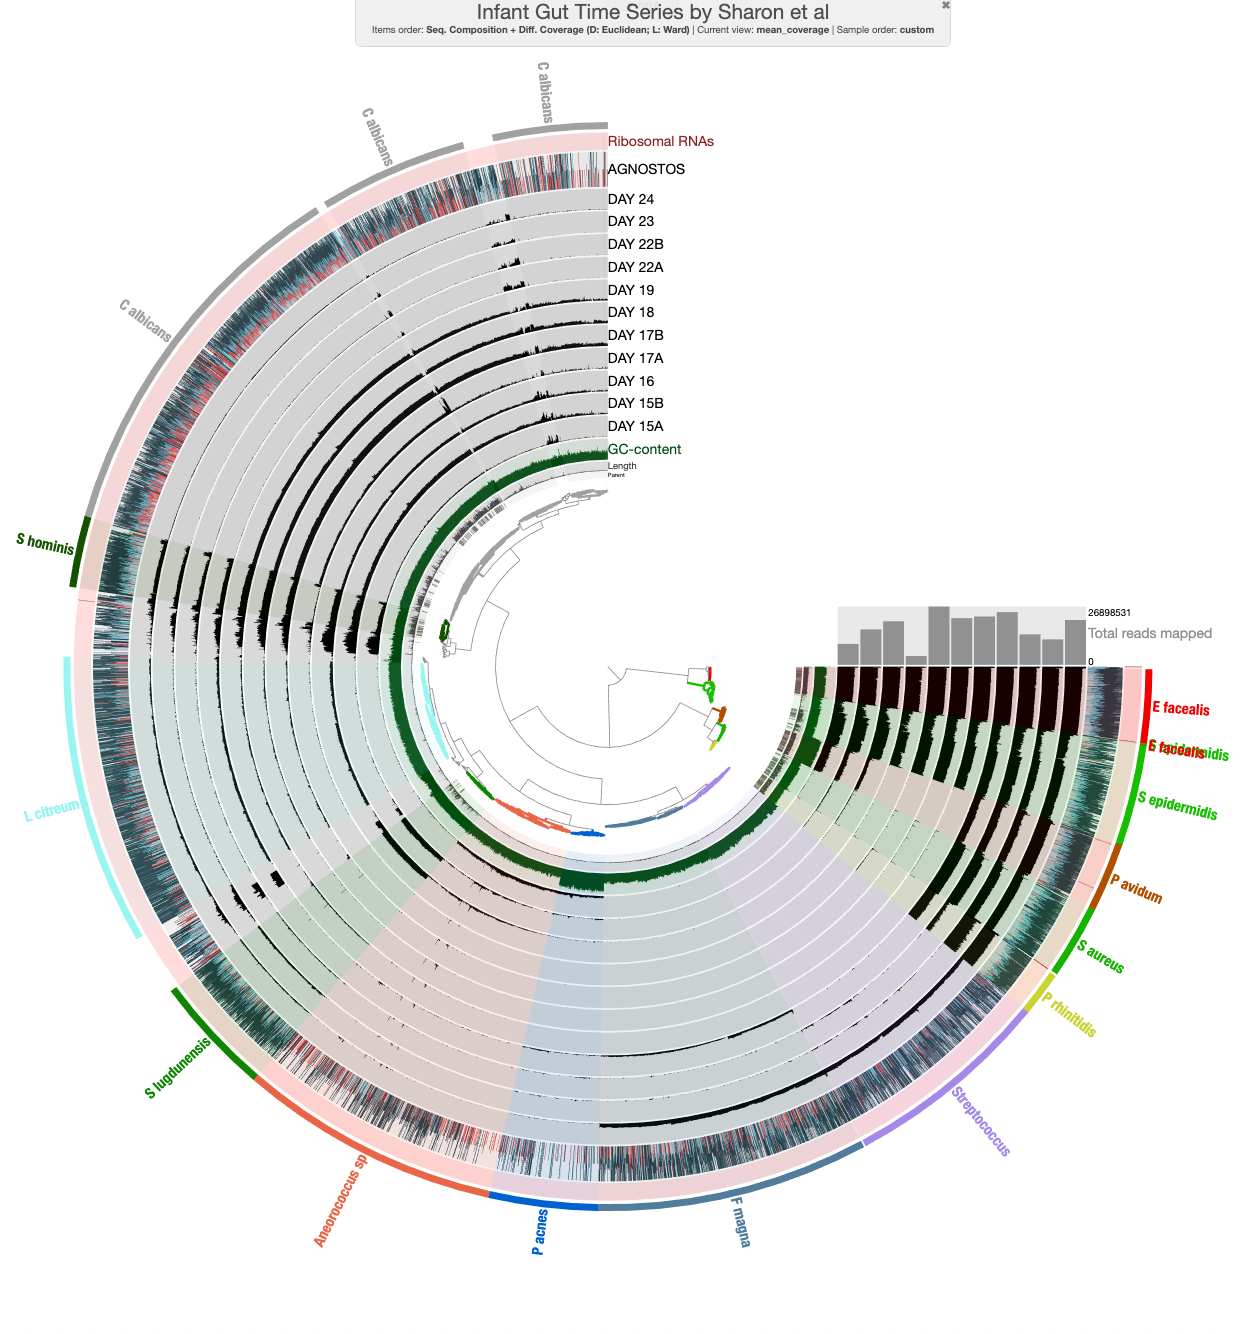 Infant Gut Time Series by Sharon et al
Items order: Seq. Composition + Diff. Coverage (D: Euclidean; L: Ward) | Current view: mean_coverage | Sample order: custom
C albicans
C albicans
C albicans
S hominis
L citreum
S lugdunensis
Aneorococcus sp
P acnes
F magna
Streptococcus
P rhinitidis
S aureus
P avidum
S epidermidis
S epidermidis
E facealis
E facealis
Ribosomal RNAs
AGNOSTOS
DAY 24
DAY 23
DAY 22B
DAY 22A
DAY 19
DAY 18
DAY 17B
DAY 17A
DAY 16
DAY 15B
DAY 15A
GC-content
Length
Parent
26898531
Total reads mapped
0